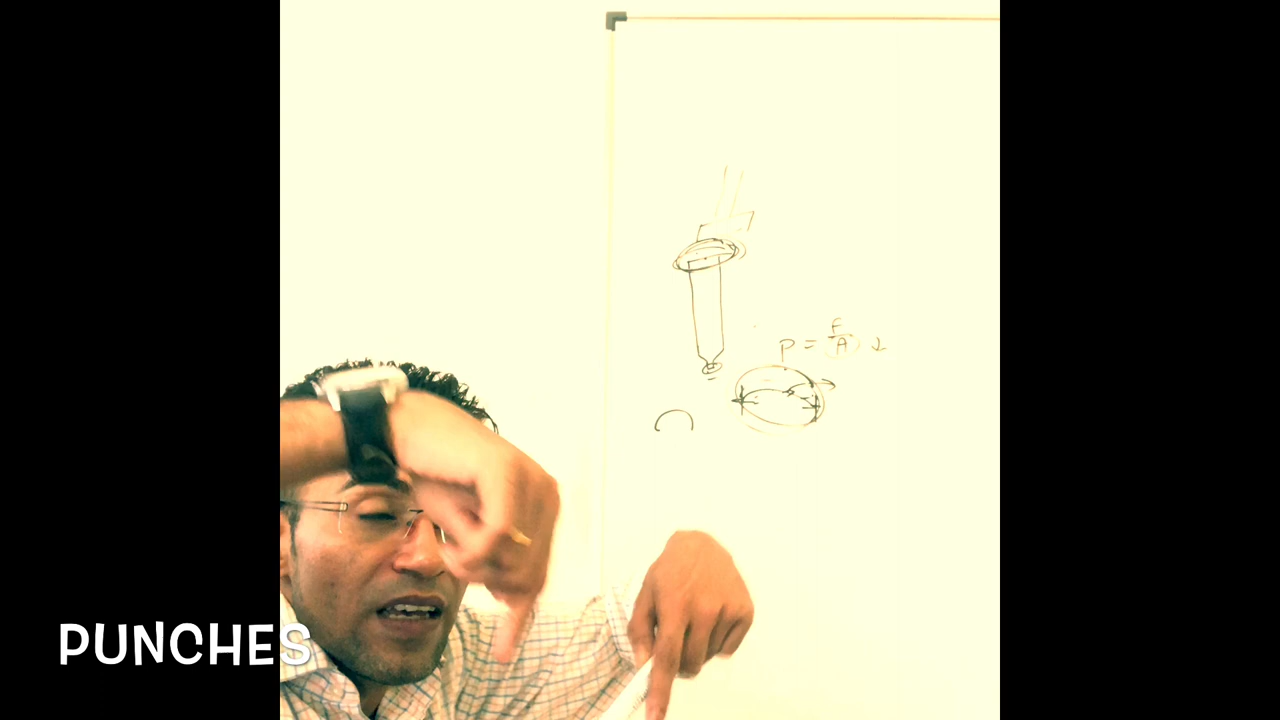 P = F/A ↓
PUNCHES